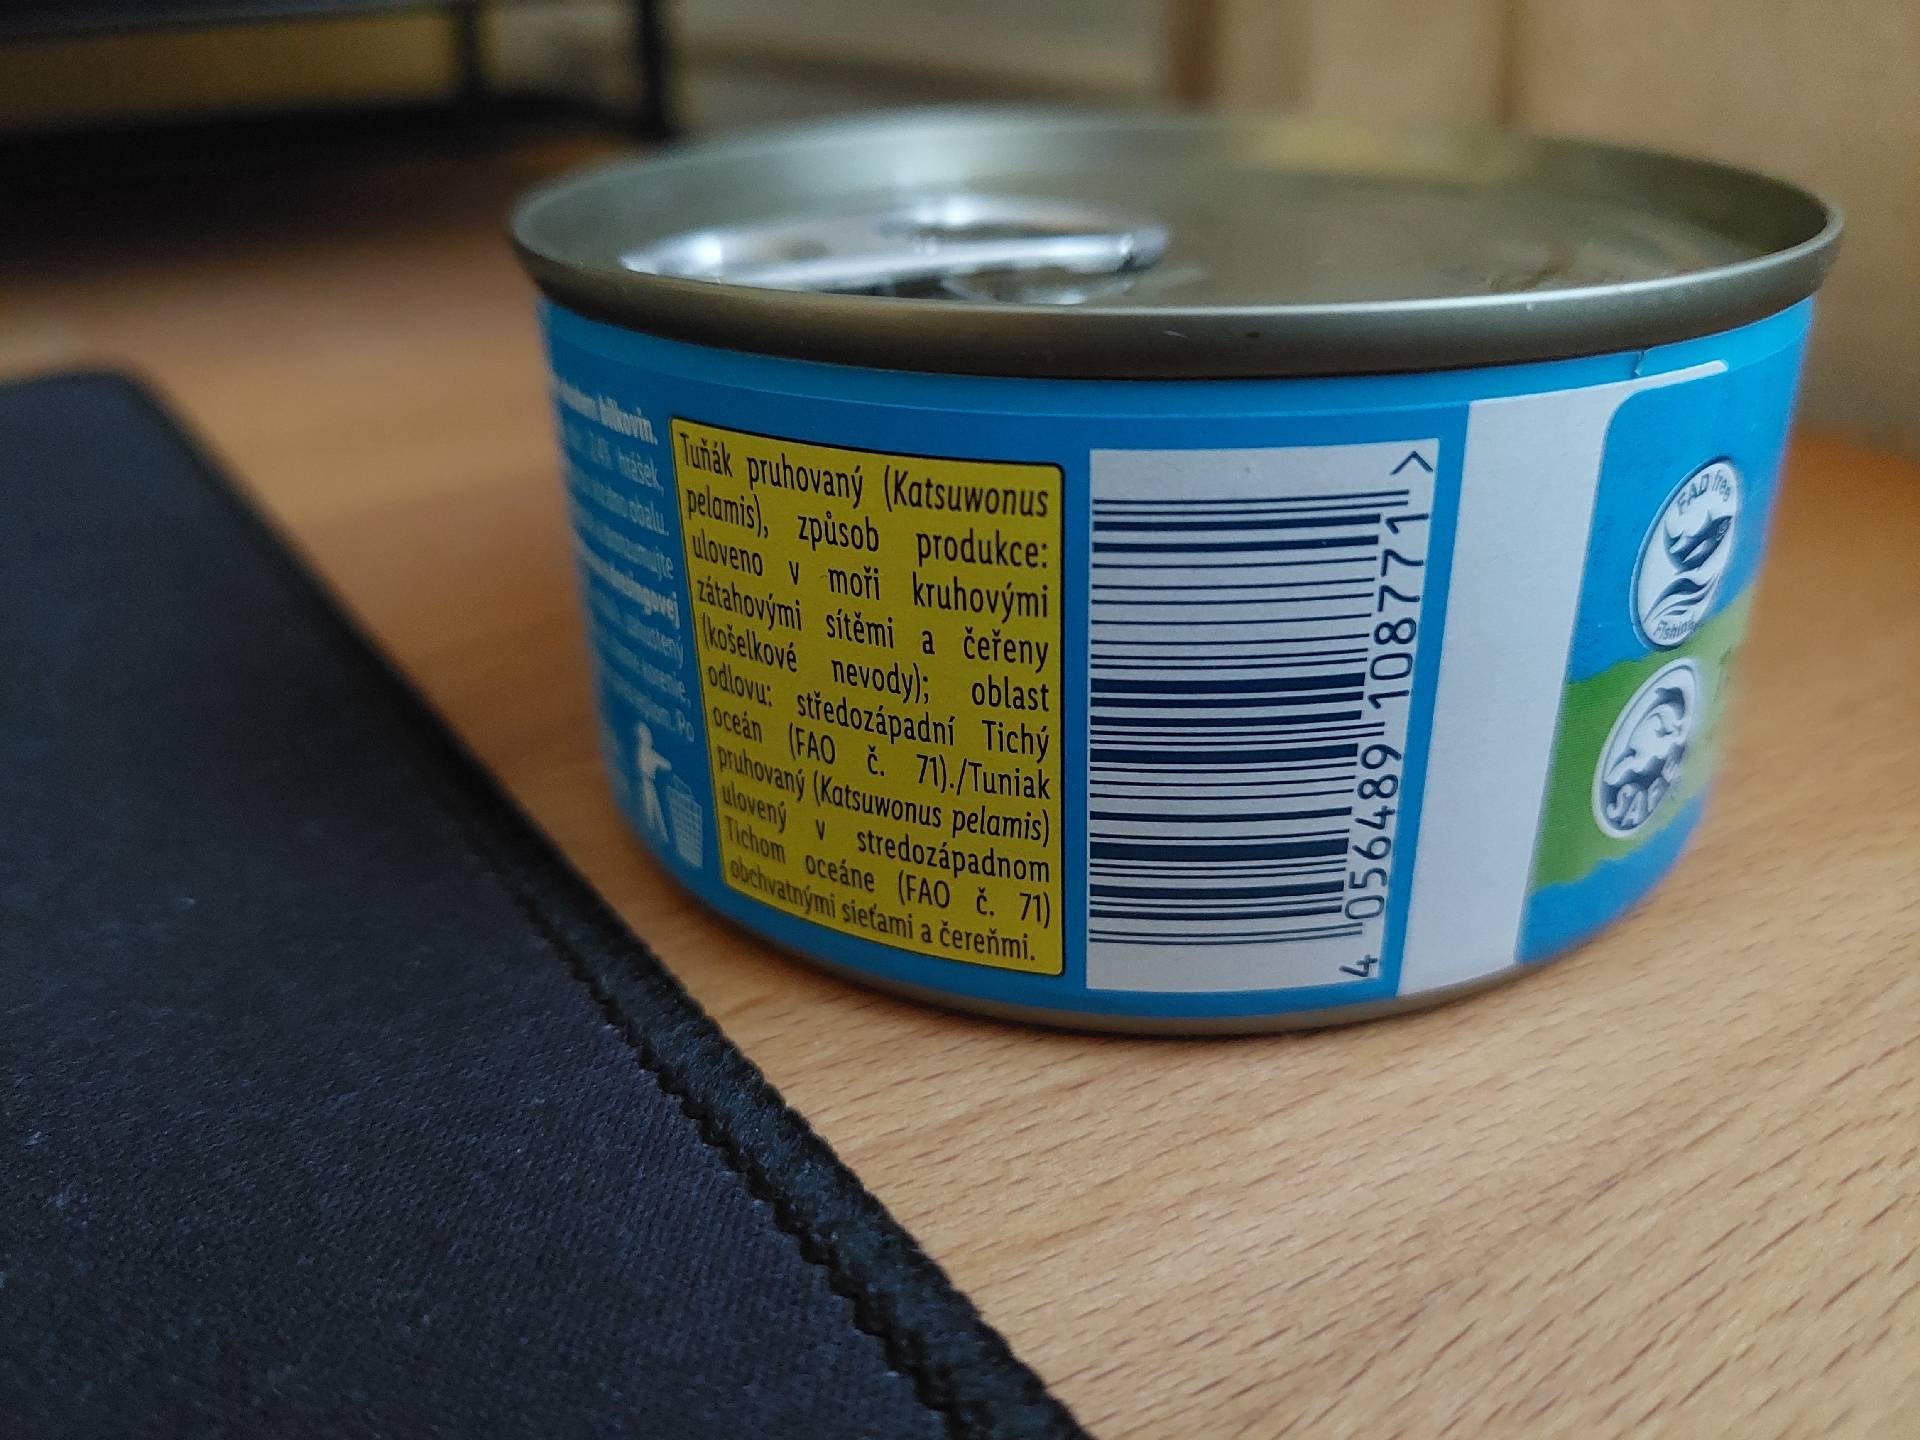 bílkovin.
hrášek,
obalu.
Tuňák pruhovaný (Katsuwonus
pelamis), způsob produkce:
uloveno v moři kruhovými
zátahovými sítěmi a čeřeny
(košelkové nevody); oblast
odlovu: středozápadní Tichý
oceán (FAO č. 71)./Tuniak
pruhovaný (Katsuwonus pelamis)
ulovený v stredozápadnom
Tichom oceáne (FAO č. 71)
obchvatnými sieťami a čereňmi.
4 056489 108771 >
FAD free
Fishing